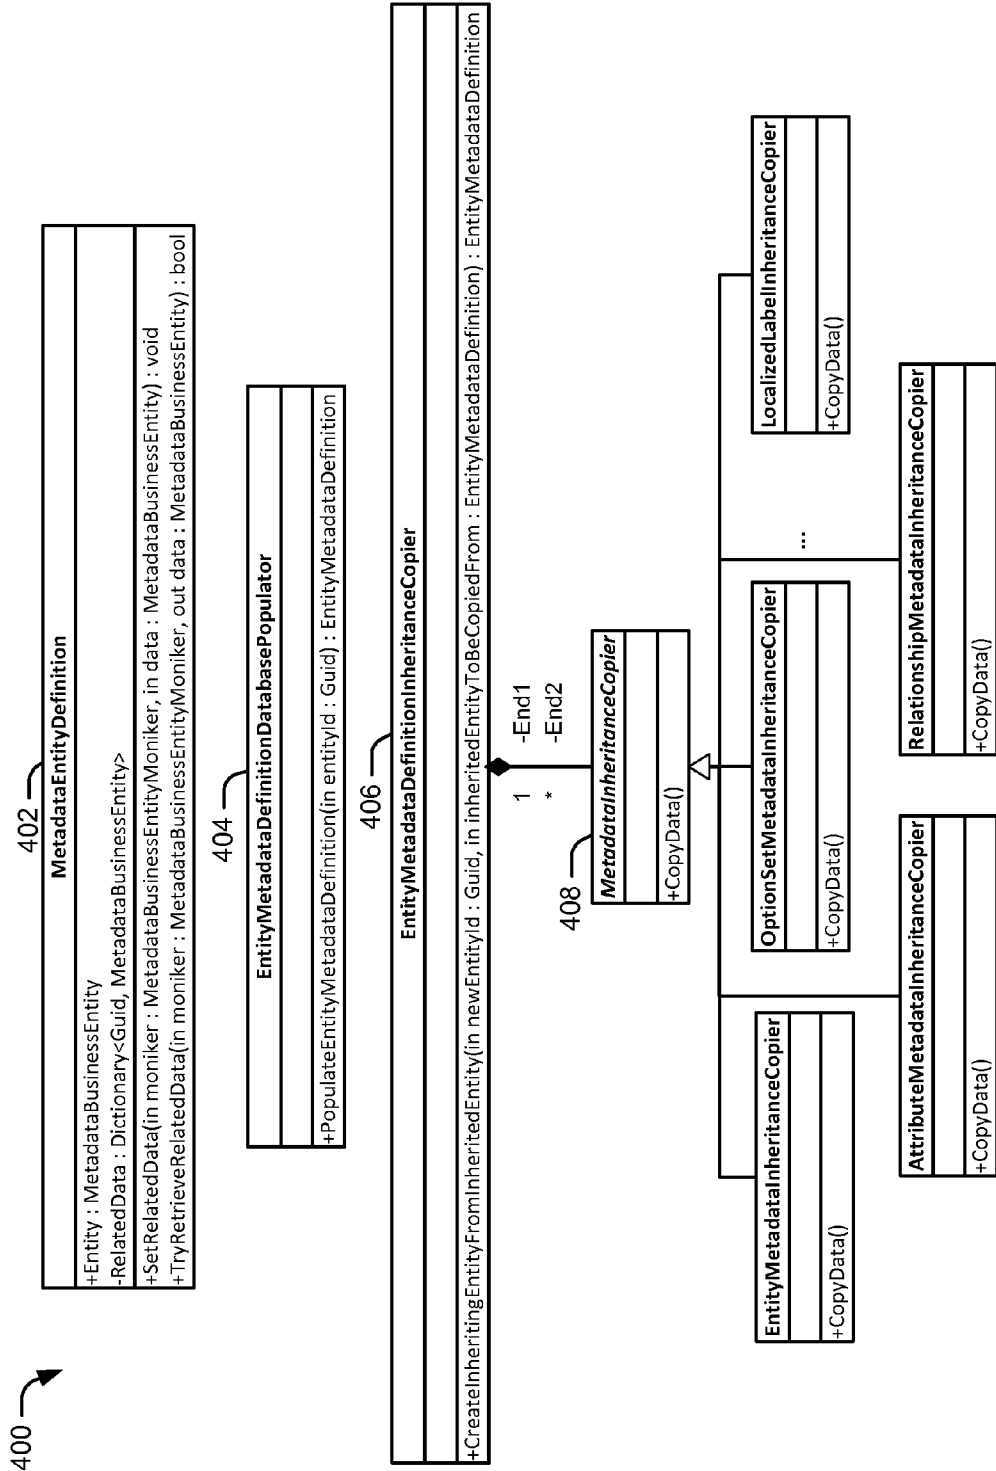 400
402
MetadataEntityDefinition
+Entity : MetadataBusinessEntity
-RelatedData : Dictionary<Guid, MetadataBusinessEntity>
+SetRelatedData(in moniker : MetadataBusinessEntityMoniker, in data : MetadataBusinessEntity) : void
+TryRetrieveRelatedData(in moniker : MetadataBusinessEntityMoniker, out data : MetadataBusinessEntity) : bool
404
EntityMetadataDefinitionDatabasePopulator
+PopulateEntityMetadataDefinition(in entityId : Guid) : EntityMetadataDefinition
406
EntityMetadataDefinitionInheritanceCopier
+CreateInheritingEntityFromInheritedEntity(in newEntityId : Guid, in inheritedEntityToBeCopiedFrom : EntityMetadataDefinition) : EntityMetadataDefinition
1 -End1
* -End2
408
MetadataInheritanceCopier
+CopyData()
EntityMetadataInheritanceCopier
+CopyData()
OptionSetMetadataInheritanceCopier
+CopyData()
...
LocalizedLabelInheritanceCopier
+CopyData()
AttributeMetadataInheritanceCopier
+CopyData()
RelationshipMetadataInheritanceCopier
+CopyData()